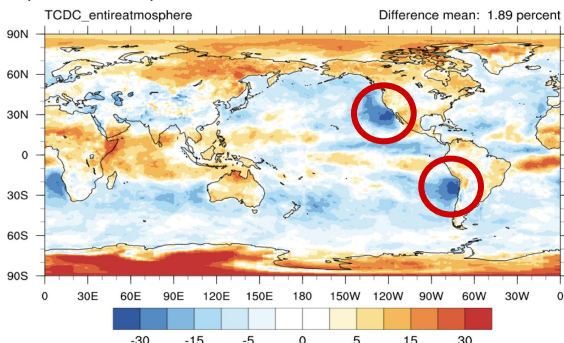 TCDC_entireatmosphere Difference mean: 1.89 percent
90N
60N
30N
0
30S
60S
90S
0 30E 60E 90E 120E 150E 180 150W 120W 90W 60W 30W 0
-30 -15 -5 0 5 15 30